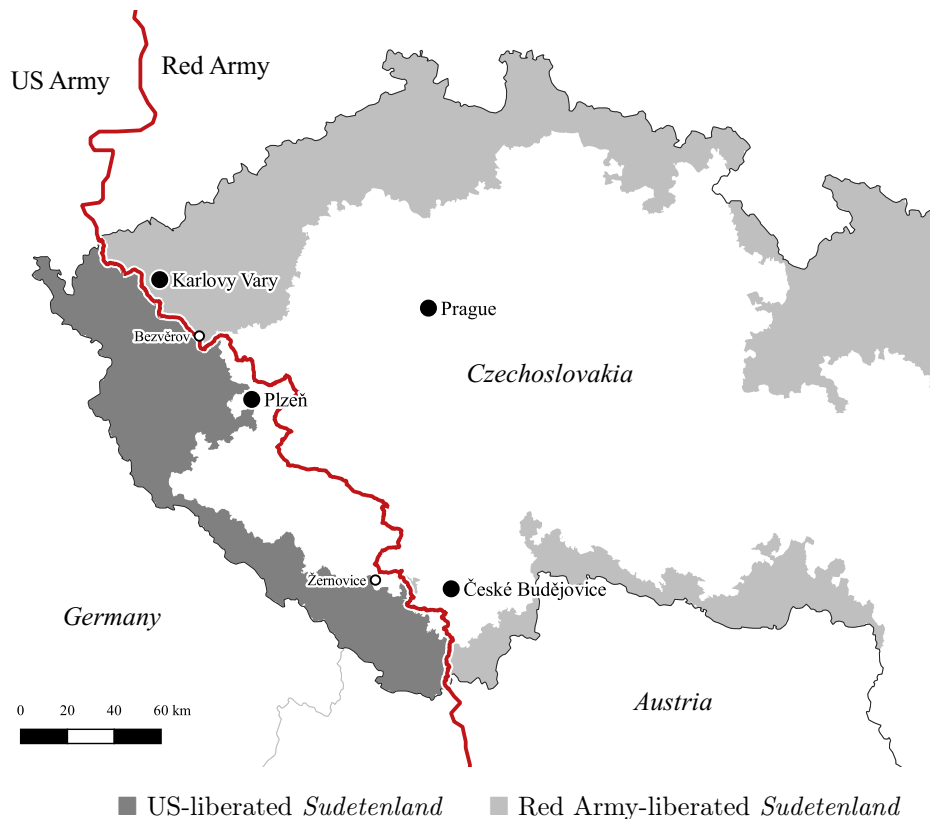 Red Army
US Army
Karlovy Vary
Prague
Bezvěrov
Czechoslovakia
Plzeň
Žernovice
České Budějovice
Germany
Austria
0 20 40 60 km
US-liberated Sudetenland
Red Army-liberated Sudetenland